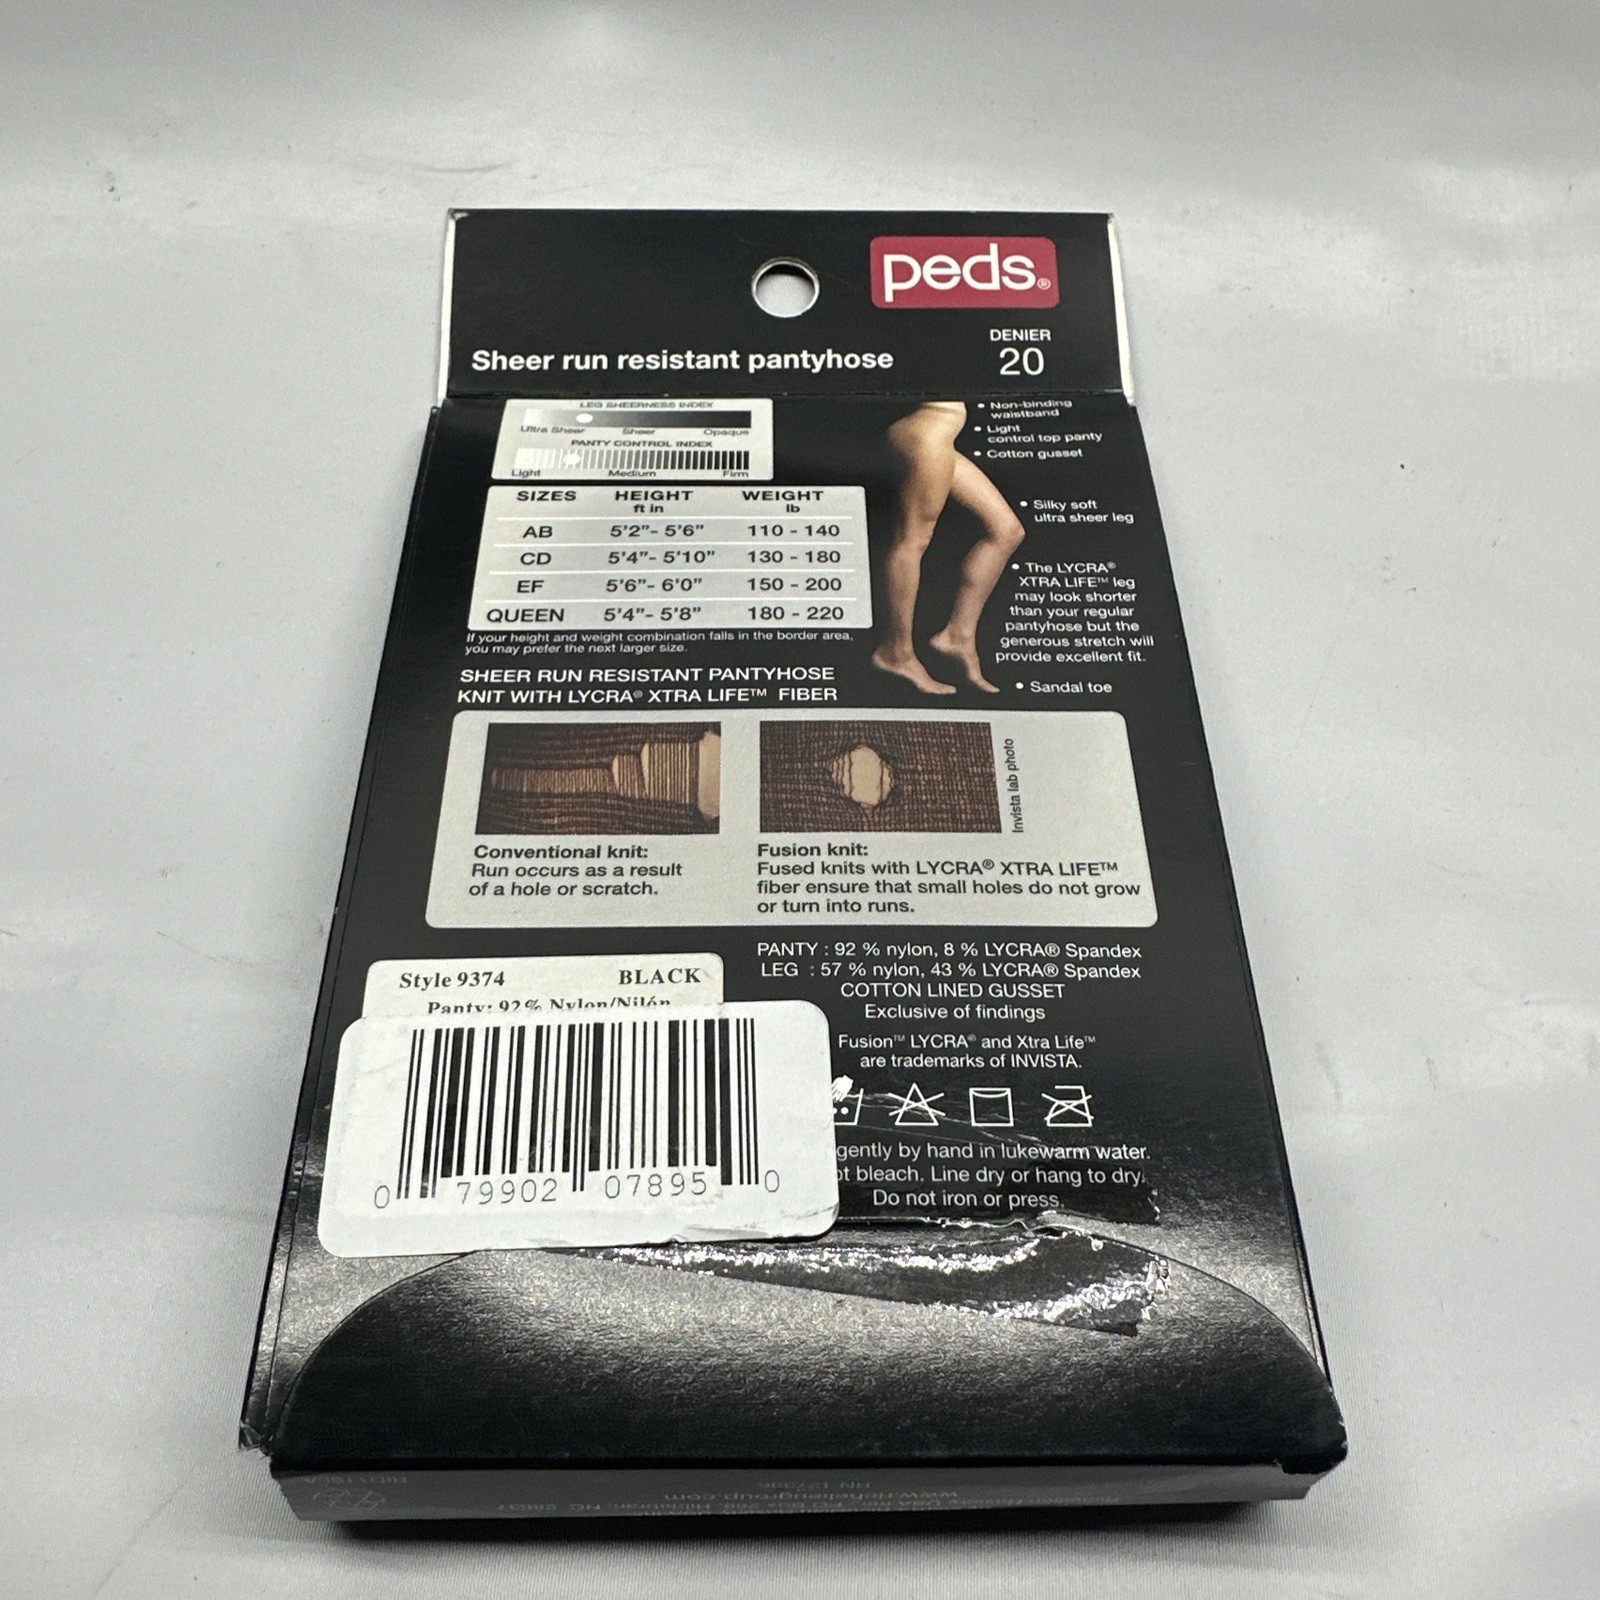 peds®
DENIER
20
Sheer run resistant pantyhose
LEG SHEERNESS INDEX
Ultra Sheer Sheer Opaque
PANTY CONTROL INDEX
Light Medium Firm
• Non-binding
waistband
• Light
control top panty
• Cotton gusset
• Silky soft
ultra sheer leg
• The LYCRA®
XTRA LIFE™ leg
may look shorter
than your regular
pantyhose but the
generous stretch will
provide excellent fit.
• Sandal toe
SIZES HEIGHT WEIGHT
ft in lb
AB 5'2"- 5'6" 110 - 140
CD 5'4"- 5'10" 130 - 180
EF 5'6"- 6'0" 150 - 200
QUEEN 5'4"- 5'8" 180 - 220
If your height and weight combination falls in the border area,
you may prefer the next larger size.
SHEER RUN RESISTANT PANTYHOSE
KNIT WITH LYCRA® XTRA LIFE™ FIBER
Invista lab photo
Conventional knit:
Run occurs as a result
of a hole or scratch.
Fusion knit:
Fused knits with LYCRA® XTRA LIFE™
fiber ensure that small holes do not grow
or turn into runs.
PANTY : 92 % nylon, 8 % LYCRA® Spandex
LEG : 57 % nylon, 43 % LYCRA® Spandex
COTTON LINED GUSSET
Exclusive of findings
Fusion™ LYCRA® and Xtra Life™
are trademarks of INVISTA.
gently by hand in lukewarm water.
bleach. Line dry or hang to dry.
Do not iron or press.
Style 9374 BLACK
Panty: 92% Nylon/Nilón
0 79902 07895 0
www.richelieugroup.com